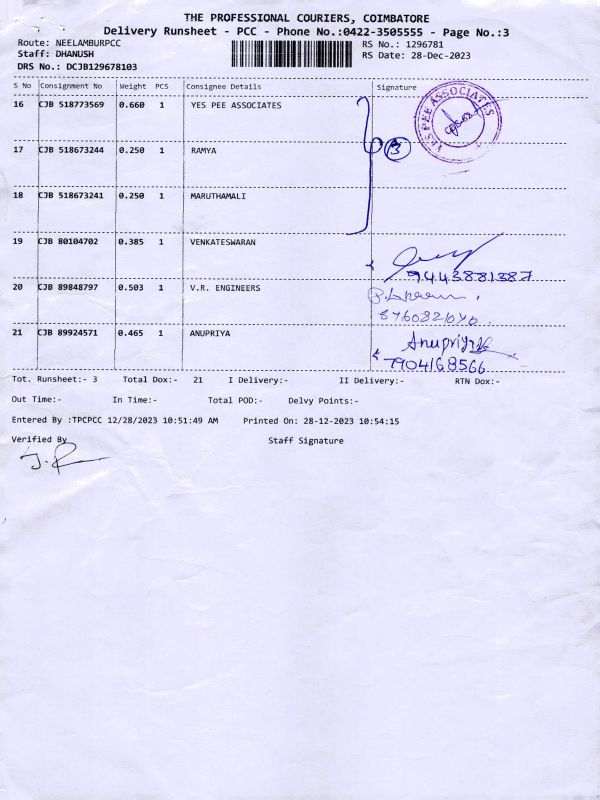 THE PROFESSIONAL COURIERS, COIMBATORE
Delivery Runsheet - PCC - Phone No.:0422-3505555 - Page No.:3
Route: NEELAMBURPCC RS No.: 1296781
Staff: DHANUSH RS Date: 28-Dec-2023
DRS No.: DCJB129678103
S No Consignment No Weight PCS Consignee Details Signature
16 CJB 518773569 0.660 1 YES PEE ASSOCIATES
YES PEE ASSOCIATES
3
17 CJB 518673244 0.250 1 RAMYA
18 CJB 518673241 0.250 1 MARUTHAMALI
19 CJB 80104702 0.385 1 VENKATESWARAN
9443881387
20 CJB 89848797 0.503 1 V.R. ENGINEERS
21 CJB 89924571 0.465 1 ANUPRIYA
Anupriya
7904168566
Tot. Runsheet:- 3 Total Dox:- 21 I Delivery:- II Delivery:- RTN Dox:-
Out Time:- In Time:- Total POD:- Delvy Points:-
Entered By :TPCPCC 12/28/2023 10:51:49 AM Printed On: 28-12-2023 10:54:15
Verified By Staff Signature